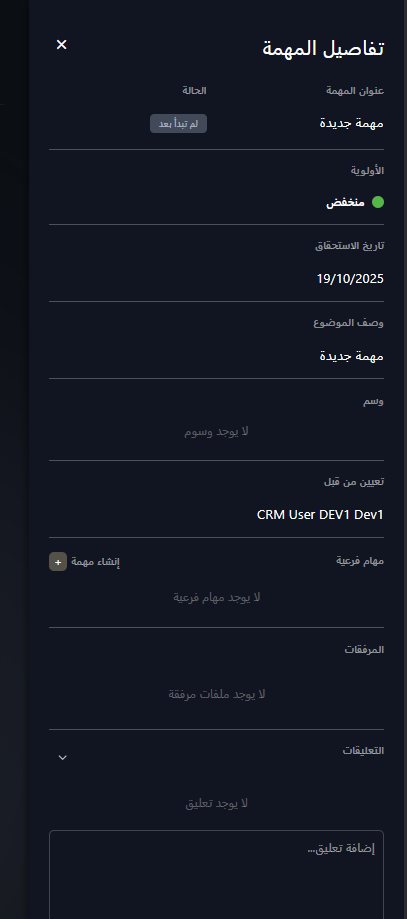 تفاصيل المهمة
عنوان المهمة
الحالة
مهمة جديدة
لم تبدأ بعد
الأولوية
منخفض
تاريخ الاستحقاق
19/10/2025
وصف الموضوع
مهمة جديدة
وسم
لا يوجد وسوم
تعيين من قبل
CRM User DEV1 Dev1
مهام فرعية
إنشاء مهمة +
لا يوجد مهام فرعية
المرفقات
لا يوجد ملفات مرفقة
التعليقات
لا يوجد تعليق
إضافة تعليق...